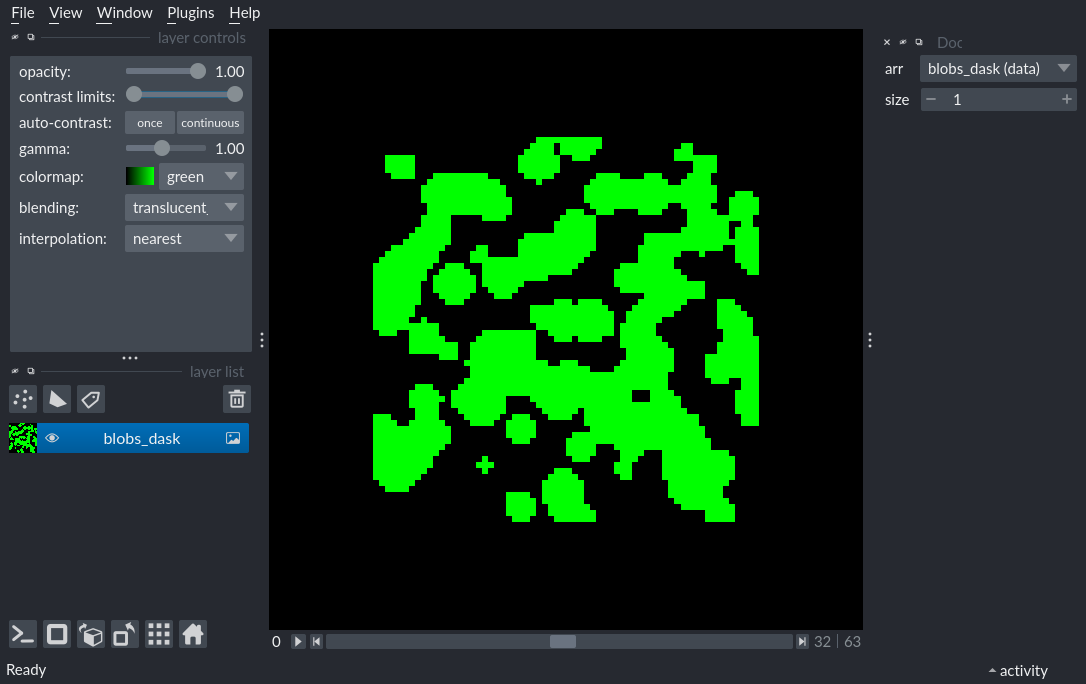 File View Window Plugins Help
layer controls
opacity: 1.00
contrast limits:
auto-contrast: once continuous
gamma: 1.00
colormap: green
blending: translucent
interpolation: nearest
layer list
blobs_dask
0 32 63
Ready
Doc
arr blobs_dask (data)
size 1
activity